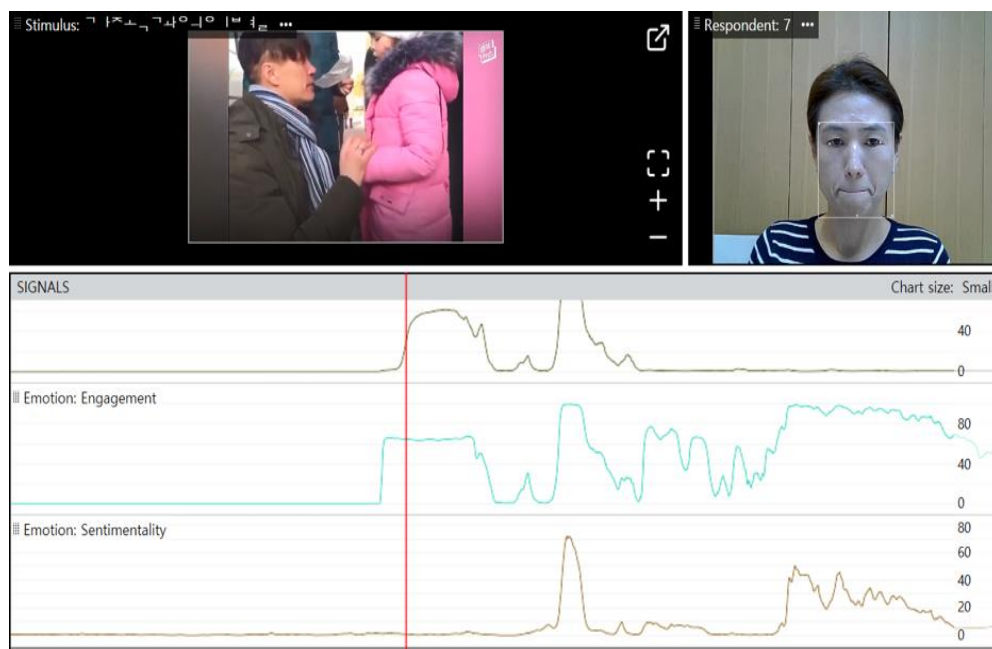 Stimulus: •••
Respondent: 7 •••
SIGNALS
Chart size: Smal
40
0
Emotion: Engagement
80
40
0
Emotion: Sentimentality
80
60
40
20
0